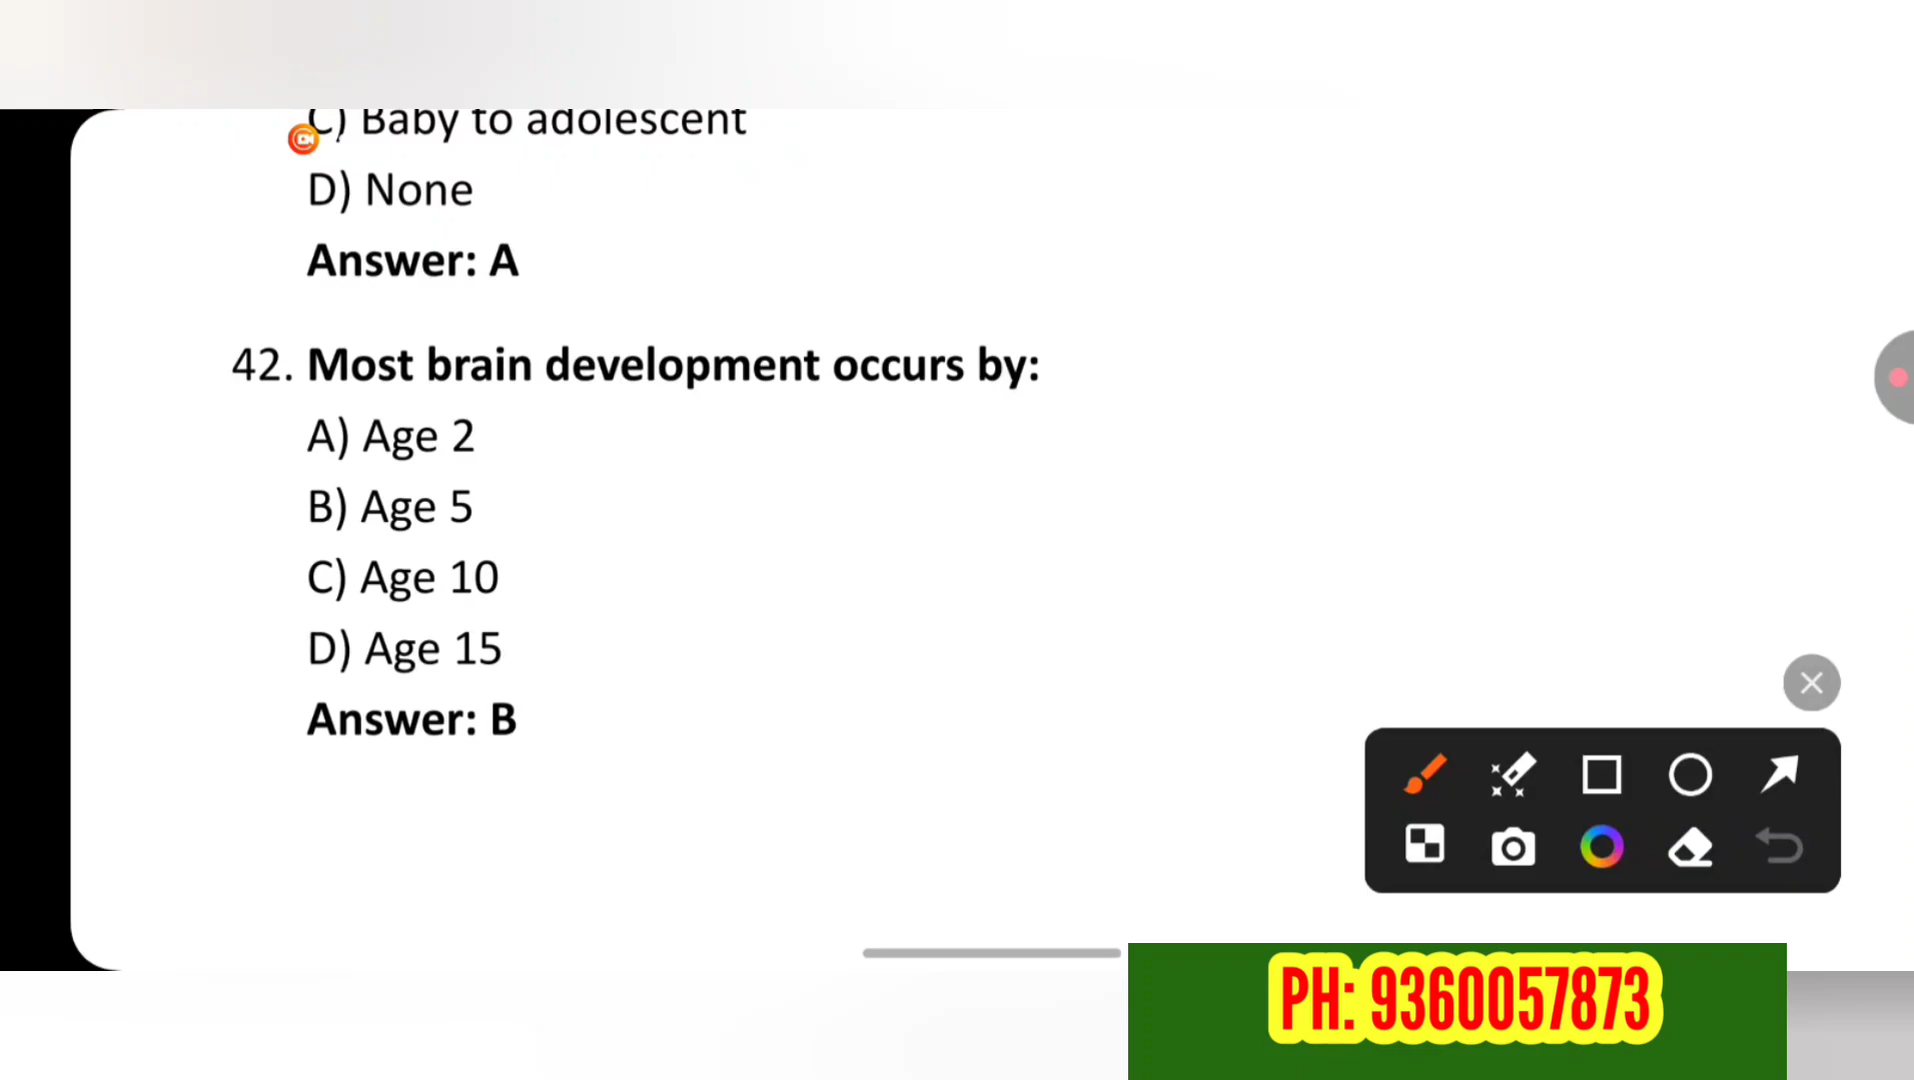 C) Baby to adolescent
D) None
Answer: A
42. Most brain development occurs by:
A) Age 2
B) Age 5
C) Age 10
D) Age 15
Answer: B
PH: 9360057873